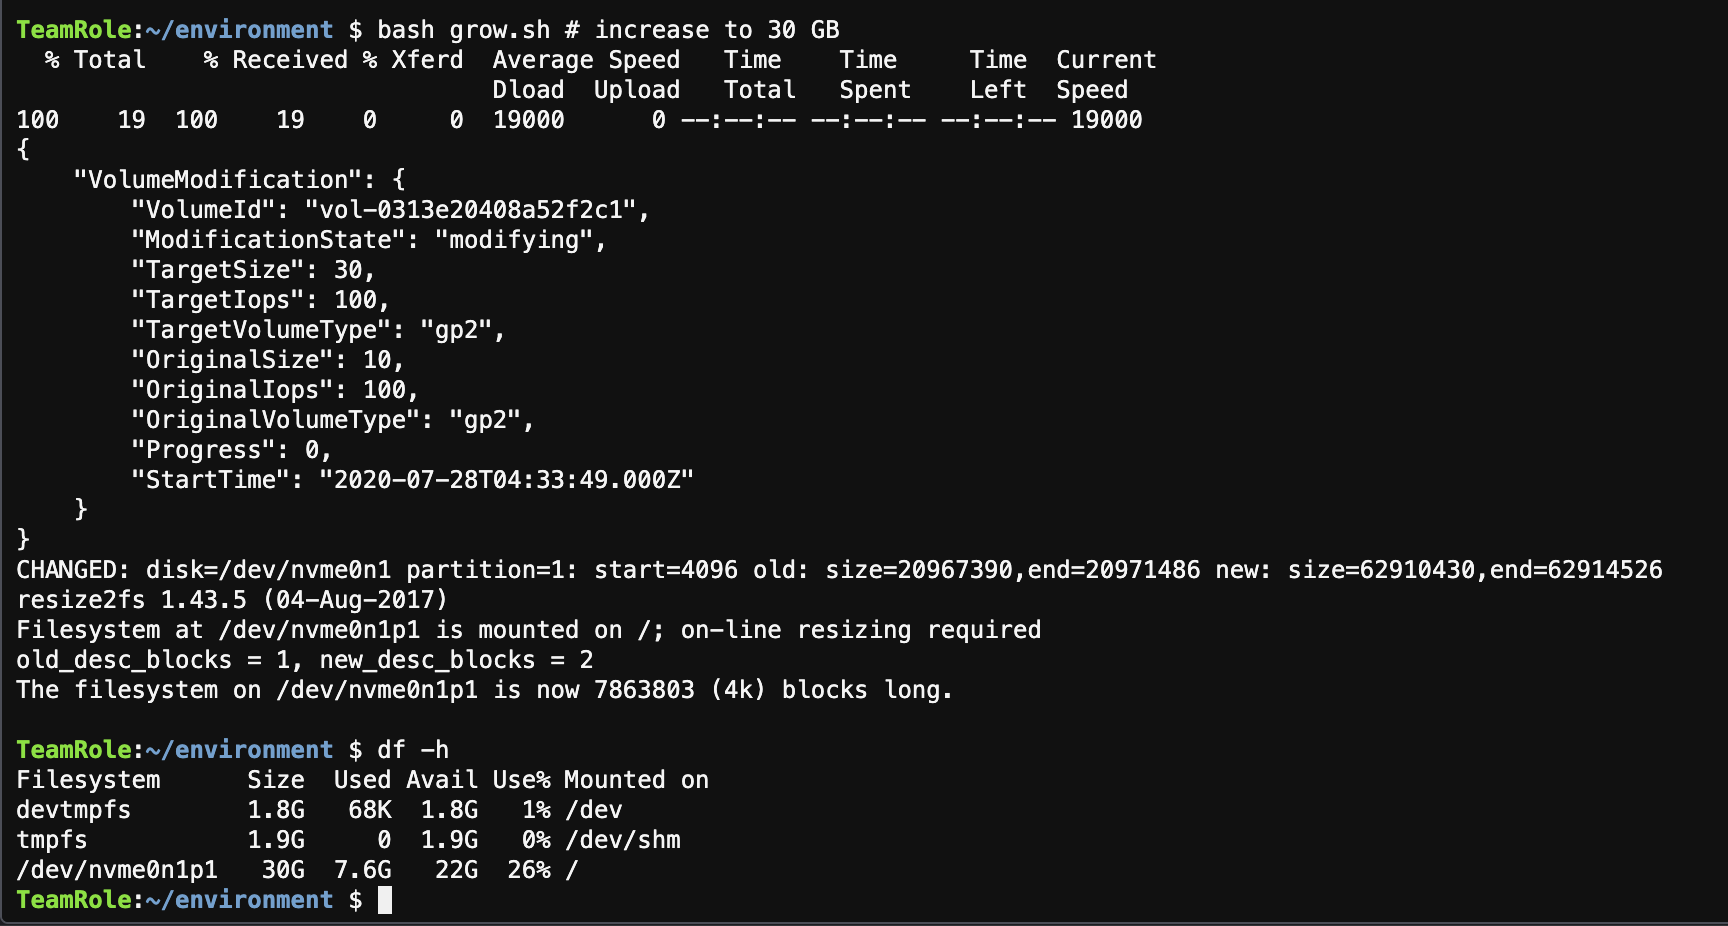 TeamRole:~/environment $ bash grow.sh # increase to 30 GB
  % Total    % Received % Xferd  Average Speed   Time    Time     Time  Current
                                 Dload  Upload   Total   Spent    Left  Speed
100    19  100    19    0     0  19000      0 --:--:-- --:--:-- --:--:-- 19000
{
    "VolumeModification": {
        "VolumeId": "vol-0313e20408a52f2c1",
        "ModificationState": "modifying",
        "TargetSize": 30,
        "TargetIops": 100,
        "TargetVolumeType": "gp2",
        "OriginalSize": 10,
        "OriginalIops": 100,
        "OriginalVolumeType": "gp2",
        "Progress": 0,
        "StartTime": "2020-07-28T04:33:49.000Z"
    }
}
CHANGED: disk=/dev/nvme0n1 partition=1: start=4096 old: size=20967390,end=20971486 new: size=62910430,end=62914526
resize2fs 1.43.5 (04-Aug-2017)
Filesystem at /dev/nvme0n1p1 is mounted on /; on-line resizing required
old_desc_blocks = 1, new_desc_blocks = 2
The filesystem on /dev/nvme0n1p1 is now 7863803 (4k) blocks long.

TeamRole:~/environment $ df -h
Filesystem      Size  Used Avail Use% Mounted on
devtmpfs        1.8G   68K  1.8G   1% /dev
tmpfs           1.9G     0  1.9G   0% /dev/shm
/dev/nvme0n1p1   30G  7.6G   22G  26% /
TeamRole:~/environment $